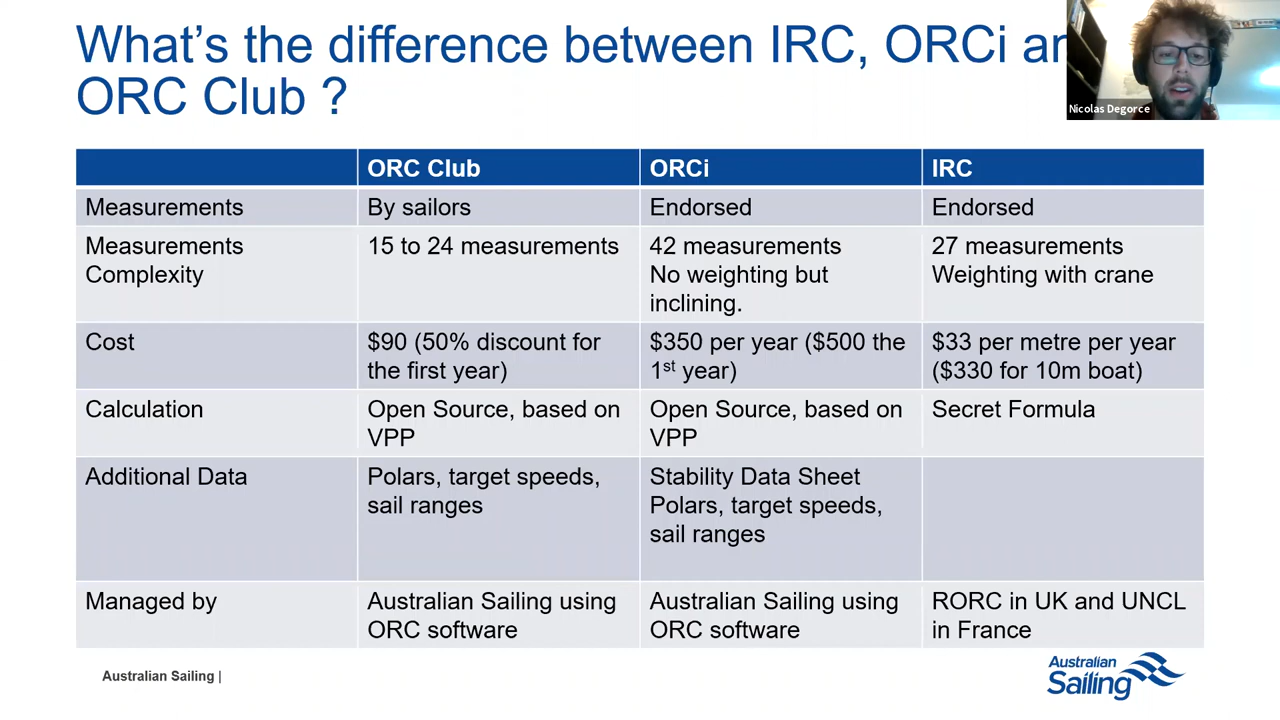 What's the difference between IRC, ORCi an
ORC Club ?
Nicolas Degorce
ORC Club
ORCi
IRC
Measurements
By sailors
Endorsed
Endorsed
Measurements
Complexity
15 to 24 measurements
42 measurements
No weighting but
inclining.
27 measurements
Weighting with crane
Cost
$90 (50% discount for
the first year)
$350 per year ($500 the
1st year)
$33 per metre per year
($330 for 10m boat)
Calculation
Open Source, based on
VPP
Open Source, based on
VPP
Secret Formula
Additional Data
Polars, target speeds,
sail ranges
Stability Data Sheet
Polars, target speeds,
sail ranges
Managed by
Australian Sailing using
ORC software
Australian Sailing using
ORC software
RORC in UK and UNCL
in France
Australian Sailing |
Australian
Sailing